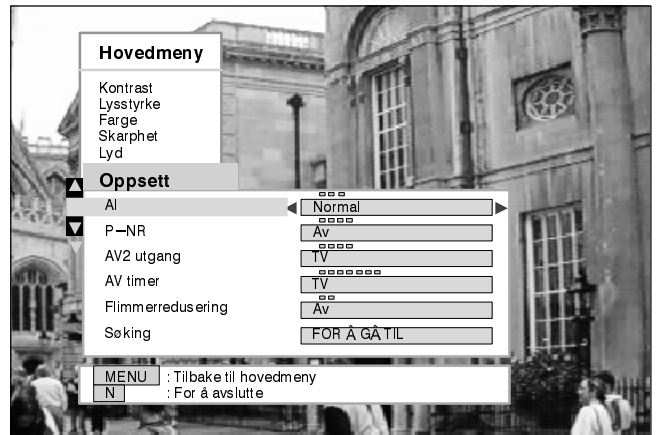 Hovedmeny
Kontrast
Lysstyrke
Farge
Skarphet
Lyd
Oppsett
AI Normal
P–NR Av
AV2 utgang TV
AV timer TV
Flimmerredusering Av
Søking FOR Â GÂ TIL
MENU : Tilbake til hovedmeny
N : For å avslutte